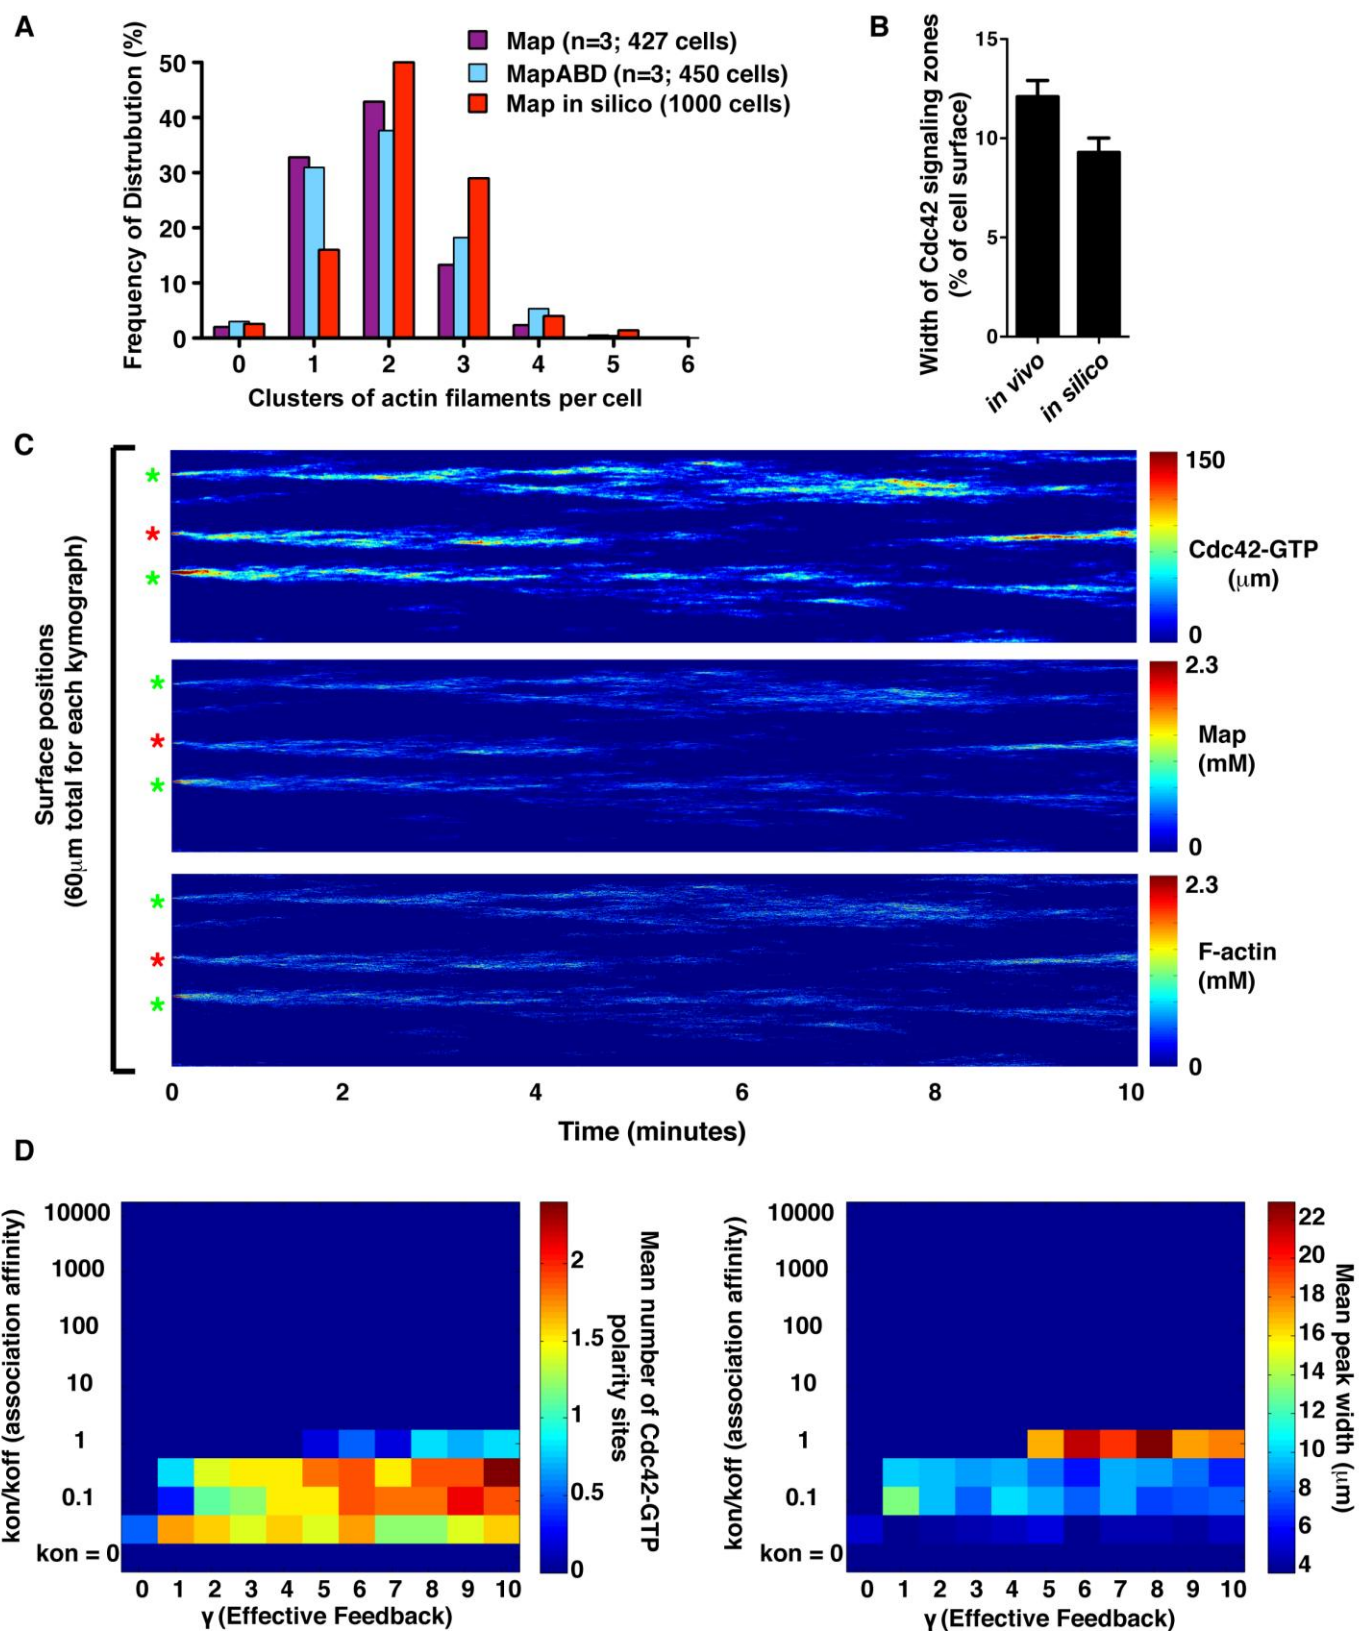 A
Frequency of Distrubution (%)
50
40
30
20
10
0
0 1 2 3 4 5 6
Clusters of actin filaments per cell
Map (n=3; 427 cells)
MapABD (n=3; 450 cells)
Map in silico (1000 cells)
B
Width of Cdc42 signaling zones
(% of cell surface)
15
10
5
0
in vivo
in silico
C
Surface positions
(60μm total for each kymograph)
*
*
*
150
Cdc42-GTP
(μm)
0
*
*
*
2.3
Map
(mM)
0
*
*
*
2.3
F-actin
(mM)
0
0 2 4 6 8 10
Time (minutes)
D
kon/koff (association affinity)
10000
1000
100
10
1
0.1
kon = 0
0 1 2 3 4 5 6 7 8 9 10
γ (Effective Feedback)
2
1.5
1
0.5
0
Mean number of Cdc42-GTP
polarity sites
kon/koff (association affinity)
10000
1000
100
10
1
0.1
kon = 0
0 1 2 3 4 5 6 7 8 9 10
γ (Effective Feedback)
22
20
18
16
14
12
10
8
6
4
Mean peak width (μm)